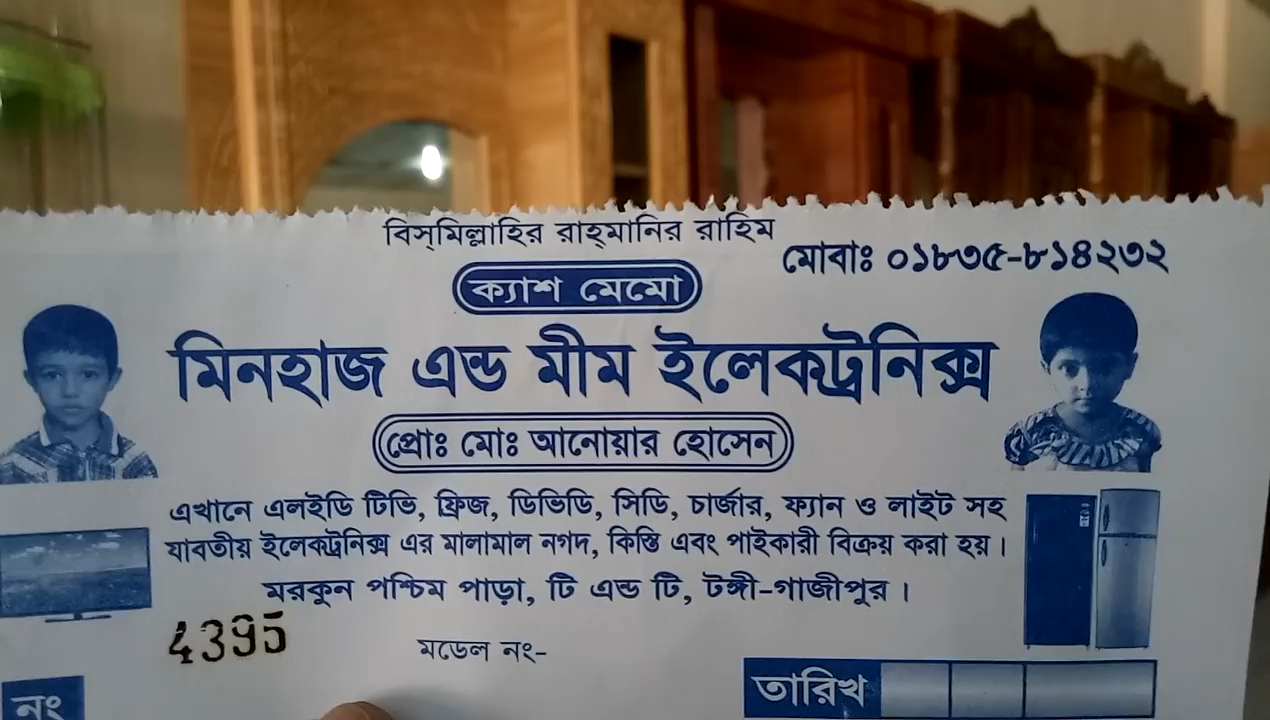 বিস্‌মিল্লাহির রাহ্‌মানির রাহিম
মোবাঃ ০১৮৩৫-৮১৪২৩২
ক্যাশ মেমো
মিনহাজ এন্ড মীম ইলেকট্রনিক্স
প্রোঃ মোঃ আনোয়ার হোসেন
এখানে এলইডি টিভি, ফ্রিজ, ডিভিডি, সিডি, চার্জার, ফ্যান ও লাইট সহ
যাবতীয় ইলেকট্রনিক্স এর মালামাল নগদ, কিস্তি এবং পাইকারী বিক্রয় করা হয়।
মরকুন পশ্চিম পাড়া, টি এন্ড টি, টঙ্গী-গাজীপুর।
4395
মডেল নং-
নং
তারিখ